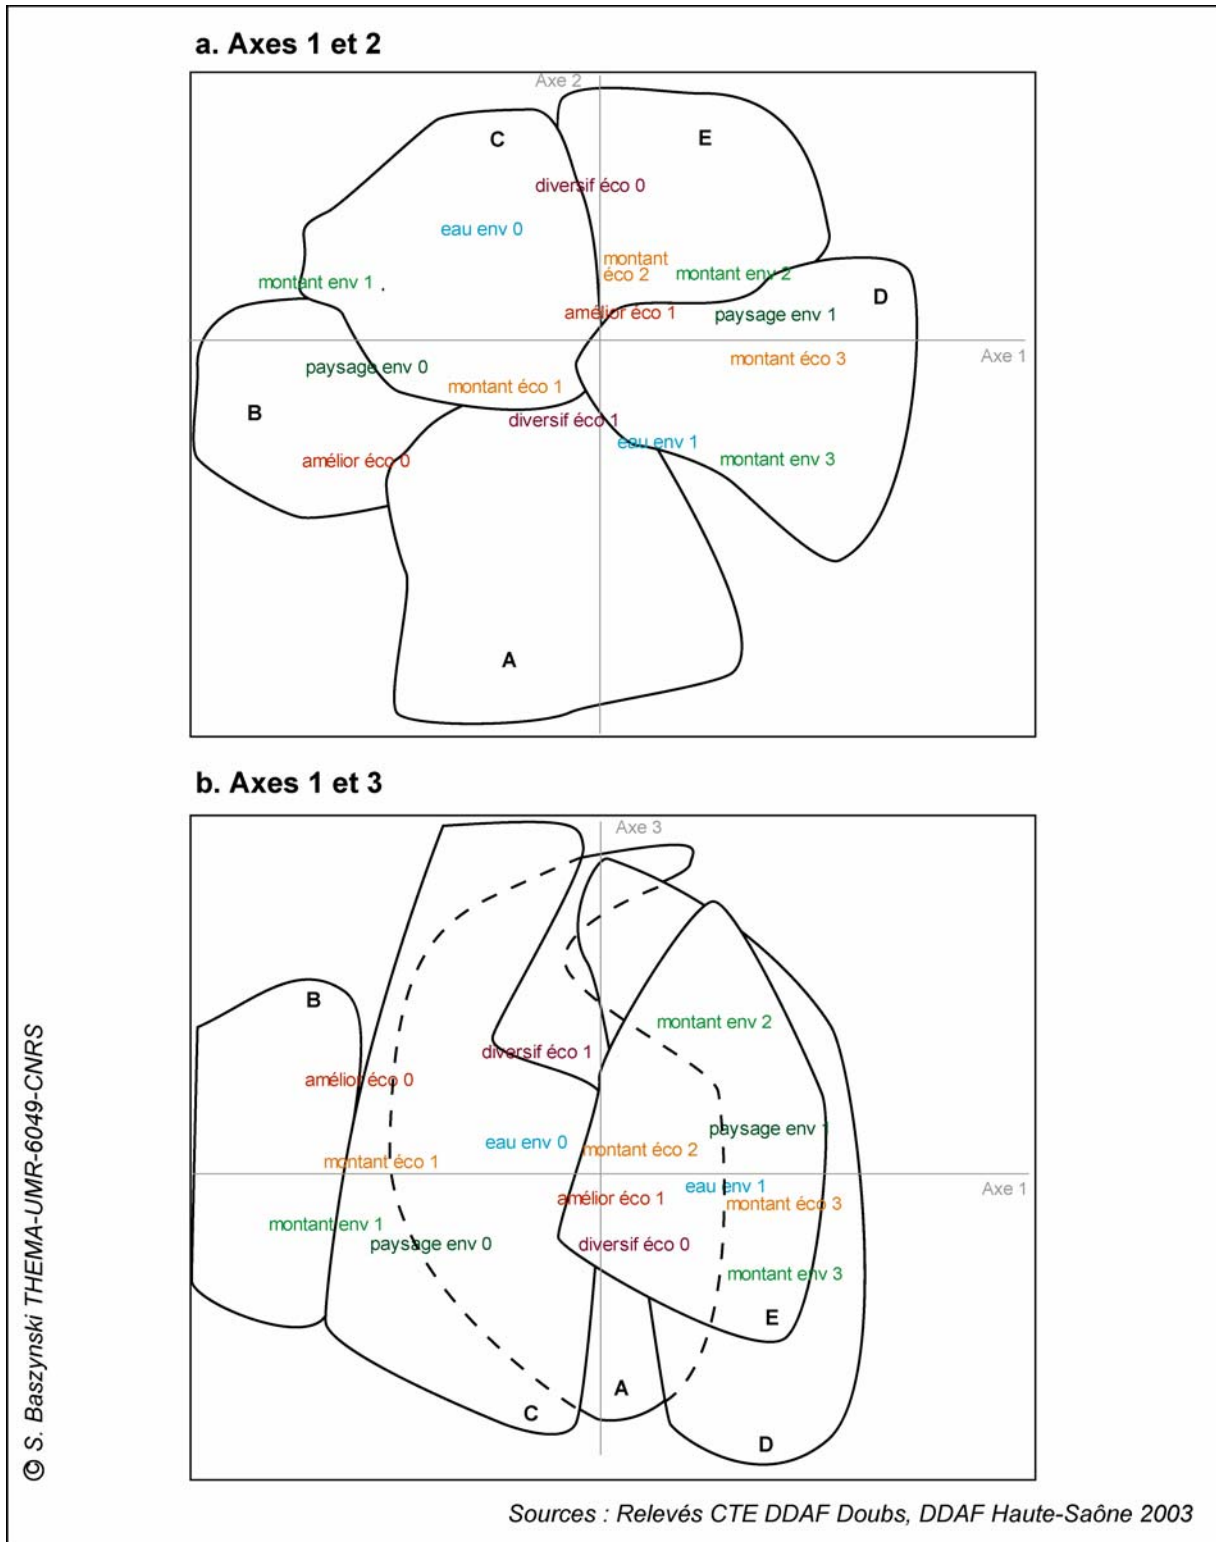 a. Axes 1 et 2
Axe 2
C
E
diversif éco 0
eau env 0
montant
éco 2
montant env 2
montant env 1
D
amélior éco 1
paysage env 1
Axe 1
montant éco 3
paysage env 0
montant éco 1
B
diversif éco 1
eau env 1
amélior éco 0
montant env 3
A
b. Axes 1 et 3
Axe 3
B
montant env 2
diversif éco 1
amélior éco 0
paysage env 1
eau env 0
montant éco 2
montant éco 1
Axe 1
eau env 1
amélior éco 1
montant éco 3
montant env 1
paysage env 0
diversif éco 0
montant env 3
E
A
C
D
© S. Baszynski THEMA-UMR-6049-CNRS
Sources : Relevés CTE DDAF Doubs, DDAF Haute-Saône 2003